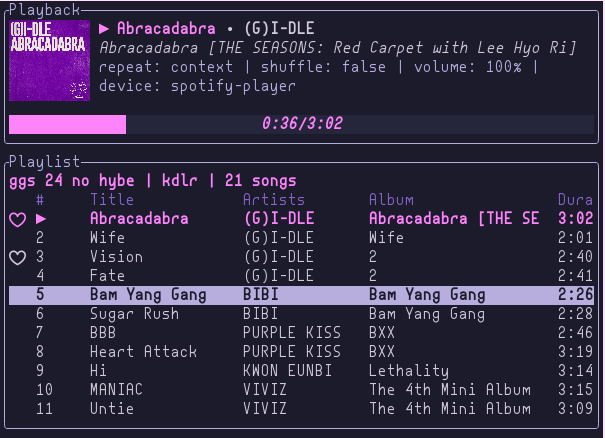 Playback
(G)I-DLE
ABRACADABRA
▶ Abracadabra • (G)I-DLE
Abracadabra [THE SEASONS: Red Carpet with Lee Hyo Ri]
repeat: context | shuffle: false | volume: 100% |
device: spotify-player
0:36/3:02
Playlist
ggs 24 no hybe | kdlr | 21 songs
# Title Artists Album Dura
♡ ▶ Abracadabra (G)I-DLE Abracadabra [THE SE 3:02
2 Wife (G)I-DLE Wife 2:01
♡ 3 Vision (G)I-DLE 2 2:40
4 Fate (G)I-DLE 2 2:41
5 Bam Yang Gang BIBI Bam Yang Gang 2:26
6 Sugar Rush BIBI Bam Yang Gang 2:28
7 BBB PURPLE KISS BXX 2:46
8 Heart Attack PURPLE KISS BXX 3:19
9 Hi KWON EUNBI Lethality 3:14
10 MANIAC VIVIZ The 4th Mini Album 3:15
11 Untie VIVIZ The 4th Mini Album 3:09